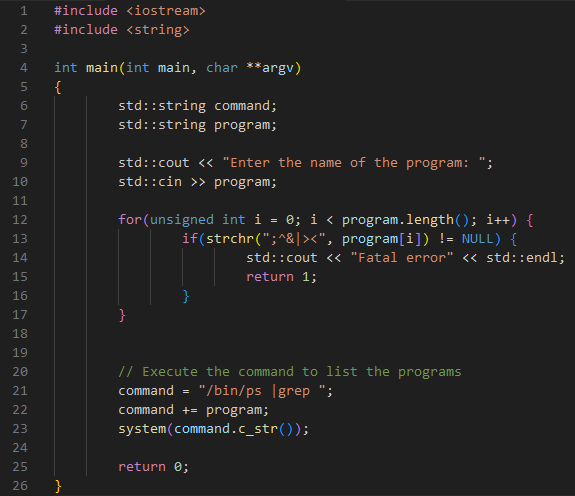 1 #include <iostream>
2 #include <string>
3
4 int main(int main, char **argv)
5 {
6 std::string command;
7 std::string program;
8
9 std::cout << "Enter the name of the program: ";
10 std::cin >> program;
11
12 for(unsigned int i = 0; i < program.length(); i++) {
13 if(strchr(";^&|><", program[i]) != NULL) {
14 std::cout << "Fatal error" << std::endl;
15 return 1;
16 }
17 }
18
19
20 // Execute the command to list the programs
21 command = "/bin/ps |grep ";
22 command += program;
23 system(command.c_str());
24
25 return 0;
26 }